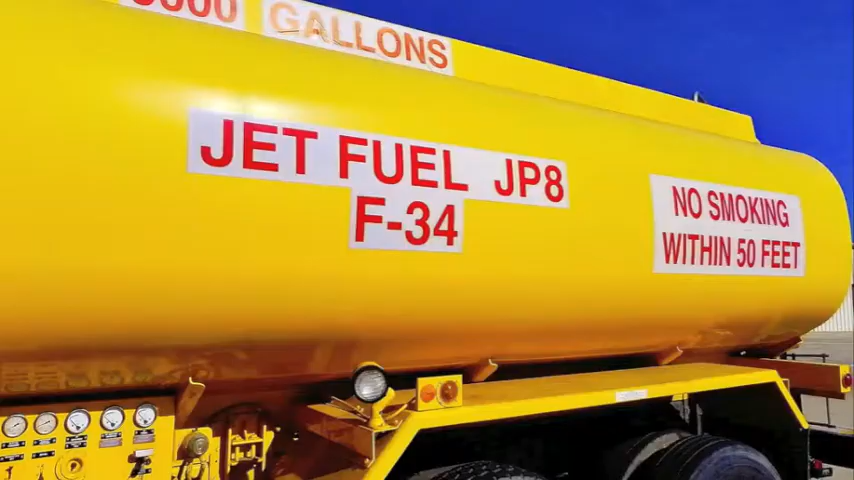 GALLONS
JET FUEL JP8
F-34
NO SMOKING
WITHIN 50 FEET